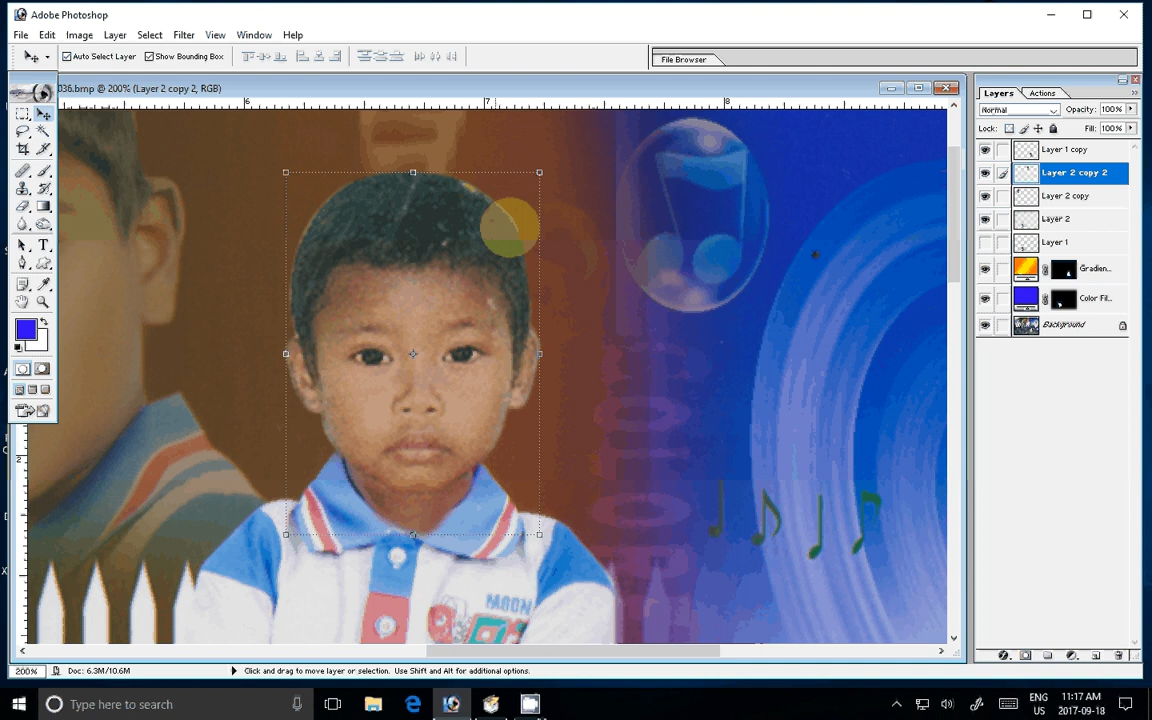 Adobe Photoshop
File Edit Image Layer Select Filter View Window Help
Auto Select Layer Show Bounding Box File Browser
036.bmp @ 200% (Layer 2 copy 2, RGB)
6 7 8
Layers Actions
Normal Opacity: 100%
Lock: Fill: 100%
Layer 1 copy
Layer 2 copy 2
Layer 2 copy
Layer 2
Layer 1
Gradien...
Color Fil...
Background
2
MOON
200% Doc: 6.3M/10.6M Click and drag to move layer or selection. Use Shift and Alt for additional options.
Type here to search
ENG
US
11:17 AM
2017-09-18